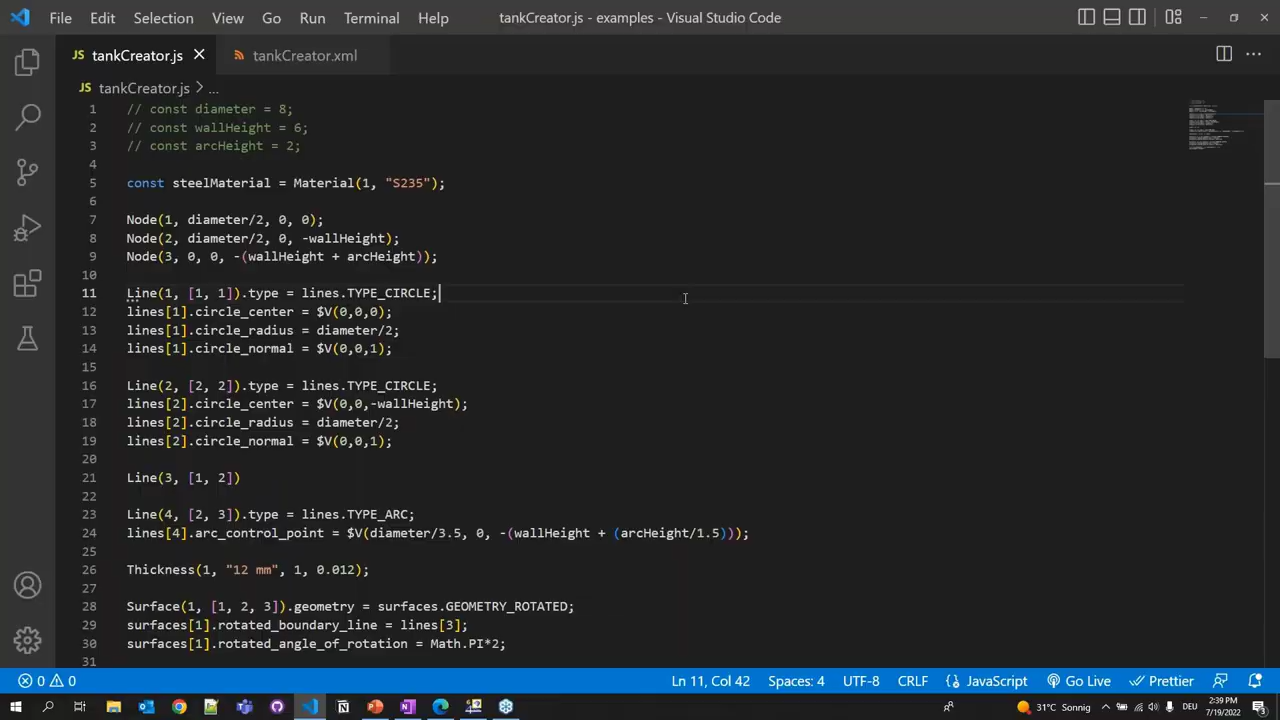 File Edit Selection View Go Run Terminal Help tankCreator.js - examples - Visual Studio Code
JS tankCreator.js tankCreator.xml
JS tankCreator.js > ...
1 // const diameter = 8;
2 // const wallHeight = 6;
3 // const arcHeight = 2;
4
5 const steelMaterial = Material(1, "S235");
6
7 Node(1, diameter/2, 0, 0);
8 Node(2, diameter/2, 0, -wallHeight);
9 Node(3, 0, 0, -(wallHeight + arcHeight));
10
11 Line(1, [1, 1]).type = lines.TYPE_CIRCLE;
12 lines[1].circle_center = $V(0,0,0);
13 lines[1].circle_radius = diameter/2;
14 lines[1].circle_normal = $V(0,0,1);
15
16 Line(2, [2, 2]).type = lines.TYPE_CIRCLE;
17 lines[2].circle_center = $V(0,0,-wallHeight);
18 lines[2].circle_radius = diameter/2;
19 lines[2].circle_normal = $V(0,0,1);
20
21 Line(3, [1, 2])
22
23 Line(4, [2, 3]).type = lines.TYPE_ARC;
24 lines[4].arc_control_point = $V(diameter/3.5, 0, -(wallHeight + (arcHeight/1.5)));
25
26 Thickness(1, "12 mm", 1, 0.012);
27
28 Surface(1, [1, 2, 3]).geometry = surfaces.GEOMETRY_ROTATED;
29 surfaces[1].rotated_boundary_line = lines[3];
30 surfaces[1].rotated_angle_of_rotation = Math.PI*2;
31
0 0 Ln 11, Col 42 Spaces: 4 UTF-8 CRLF JavaScript Go Live Prettier
31°C Sonnig DEU 2:39 PM
7/19/2022